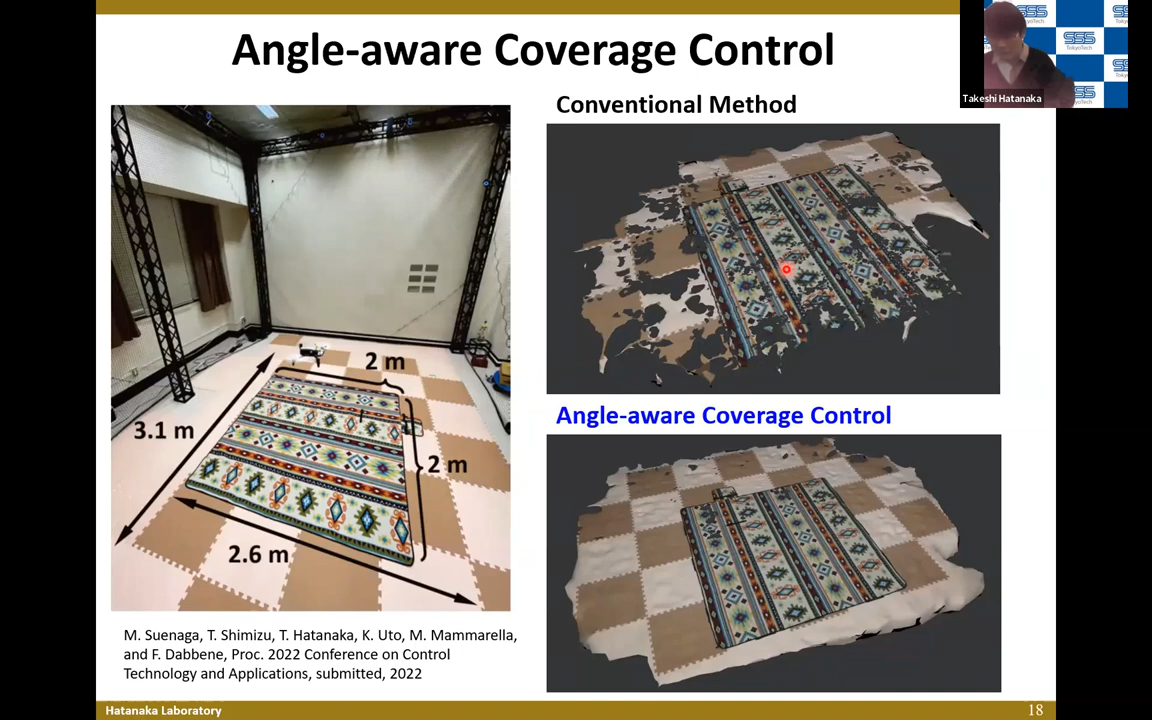 Angle-aware Coverage Control
Conventional Method
2 m
3.1 m
2 m
2.6 m
Angle-aware Coverage Control
M. Suenaga, T. Shimizu, T. Hatanaka, K. Uto, M. Mammarella,
and F. Dabbene, Proc. 2022 Conference on Control
Technology and Applications, submitted, 2022
Hatanaka Laboratory
18
SSS
TokyoTech
Takeshi Hatanaka